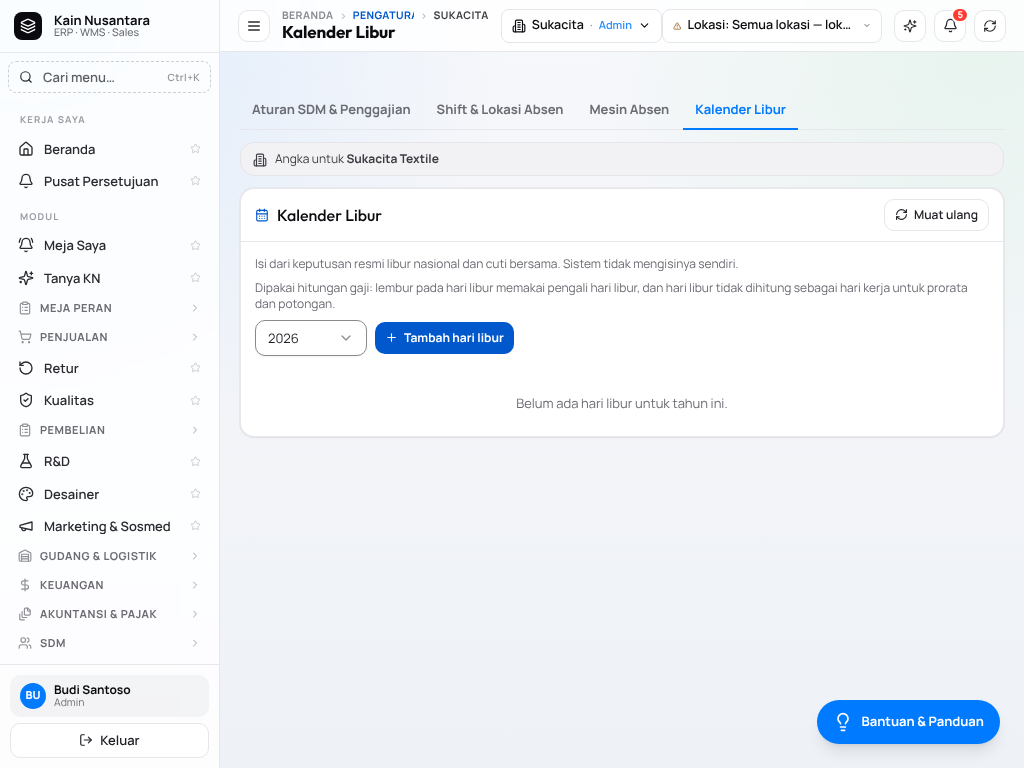 Kain Nusantara
ERP · WMS · Sales
Cari menu...
Ctrl+K
KERJA SAYA
Beranda
Pusat Persetujuan
MODUL
Meja Saya
Tanya KN
MEJA PERAN
PENJUALAN
Retur
Kualitas
PEMBELIAN
R&D
Desainer
Marketing & Sosmed
GUDANG & LOGISTIK
KEUANGAN
AKUNTANSI & PAJAK
SDM
BU
Budi Santoso
Admin
Keluar
BERANDA > PENGATURA > SUKACITA
Kalender Libur
Sukacita · Admin
Lokasi: Semua lokasi — lok...
5
Aturan SDM & Penggajian
Shift & Lokasi Absen
Mesin Absen
Kalender Libur
Angka untuk Sukacita Textile
Kalender Libur
Muat ulang
Isi dari keputusan resmi libur nasional dan cuti bersama. Sistem tidak mengisinya sendiri.
Dipakai hitungan gaji: lembur pada hari libur memakai pengali hari libur, dan hari libur tidak dihitung sebagai hari kerja untuk prorata
dan potongan.
2026
+ Tambah hari libur
Belum ada hari libur untuk tahun ini.
Bantuan & Panduan